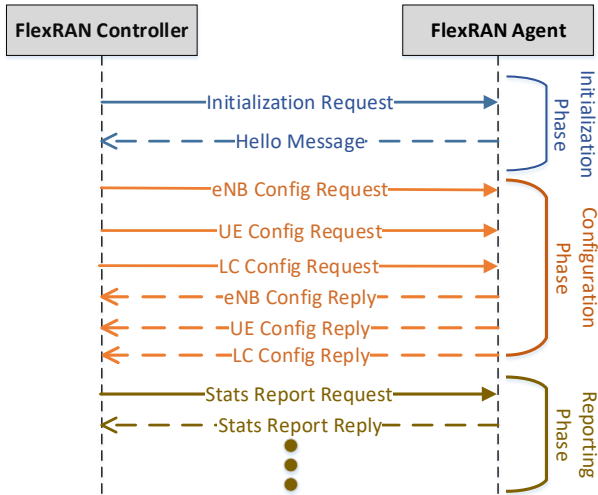 FlexRAN Controller
FlexRAN Agent
Initialization Request
Hello Message
Initialization
Phase
eNB Config Request
UE Config Request
LC Config Request
eNB Config Reply
UE Config Reply
LC Config Reply
Configuration
Phase
Stats Report Request
Stats Report Reply
Reporting
Phase